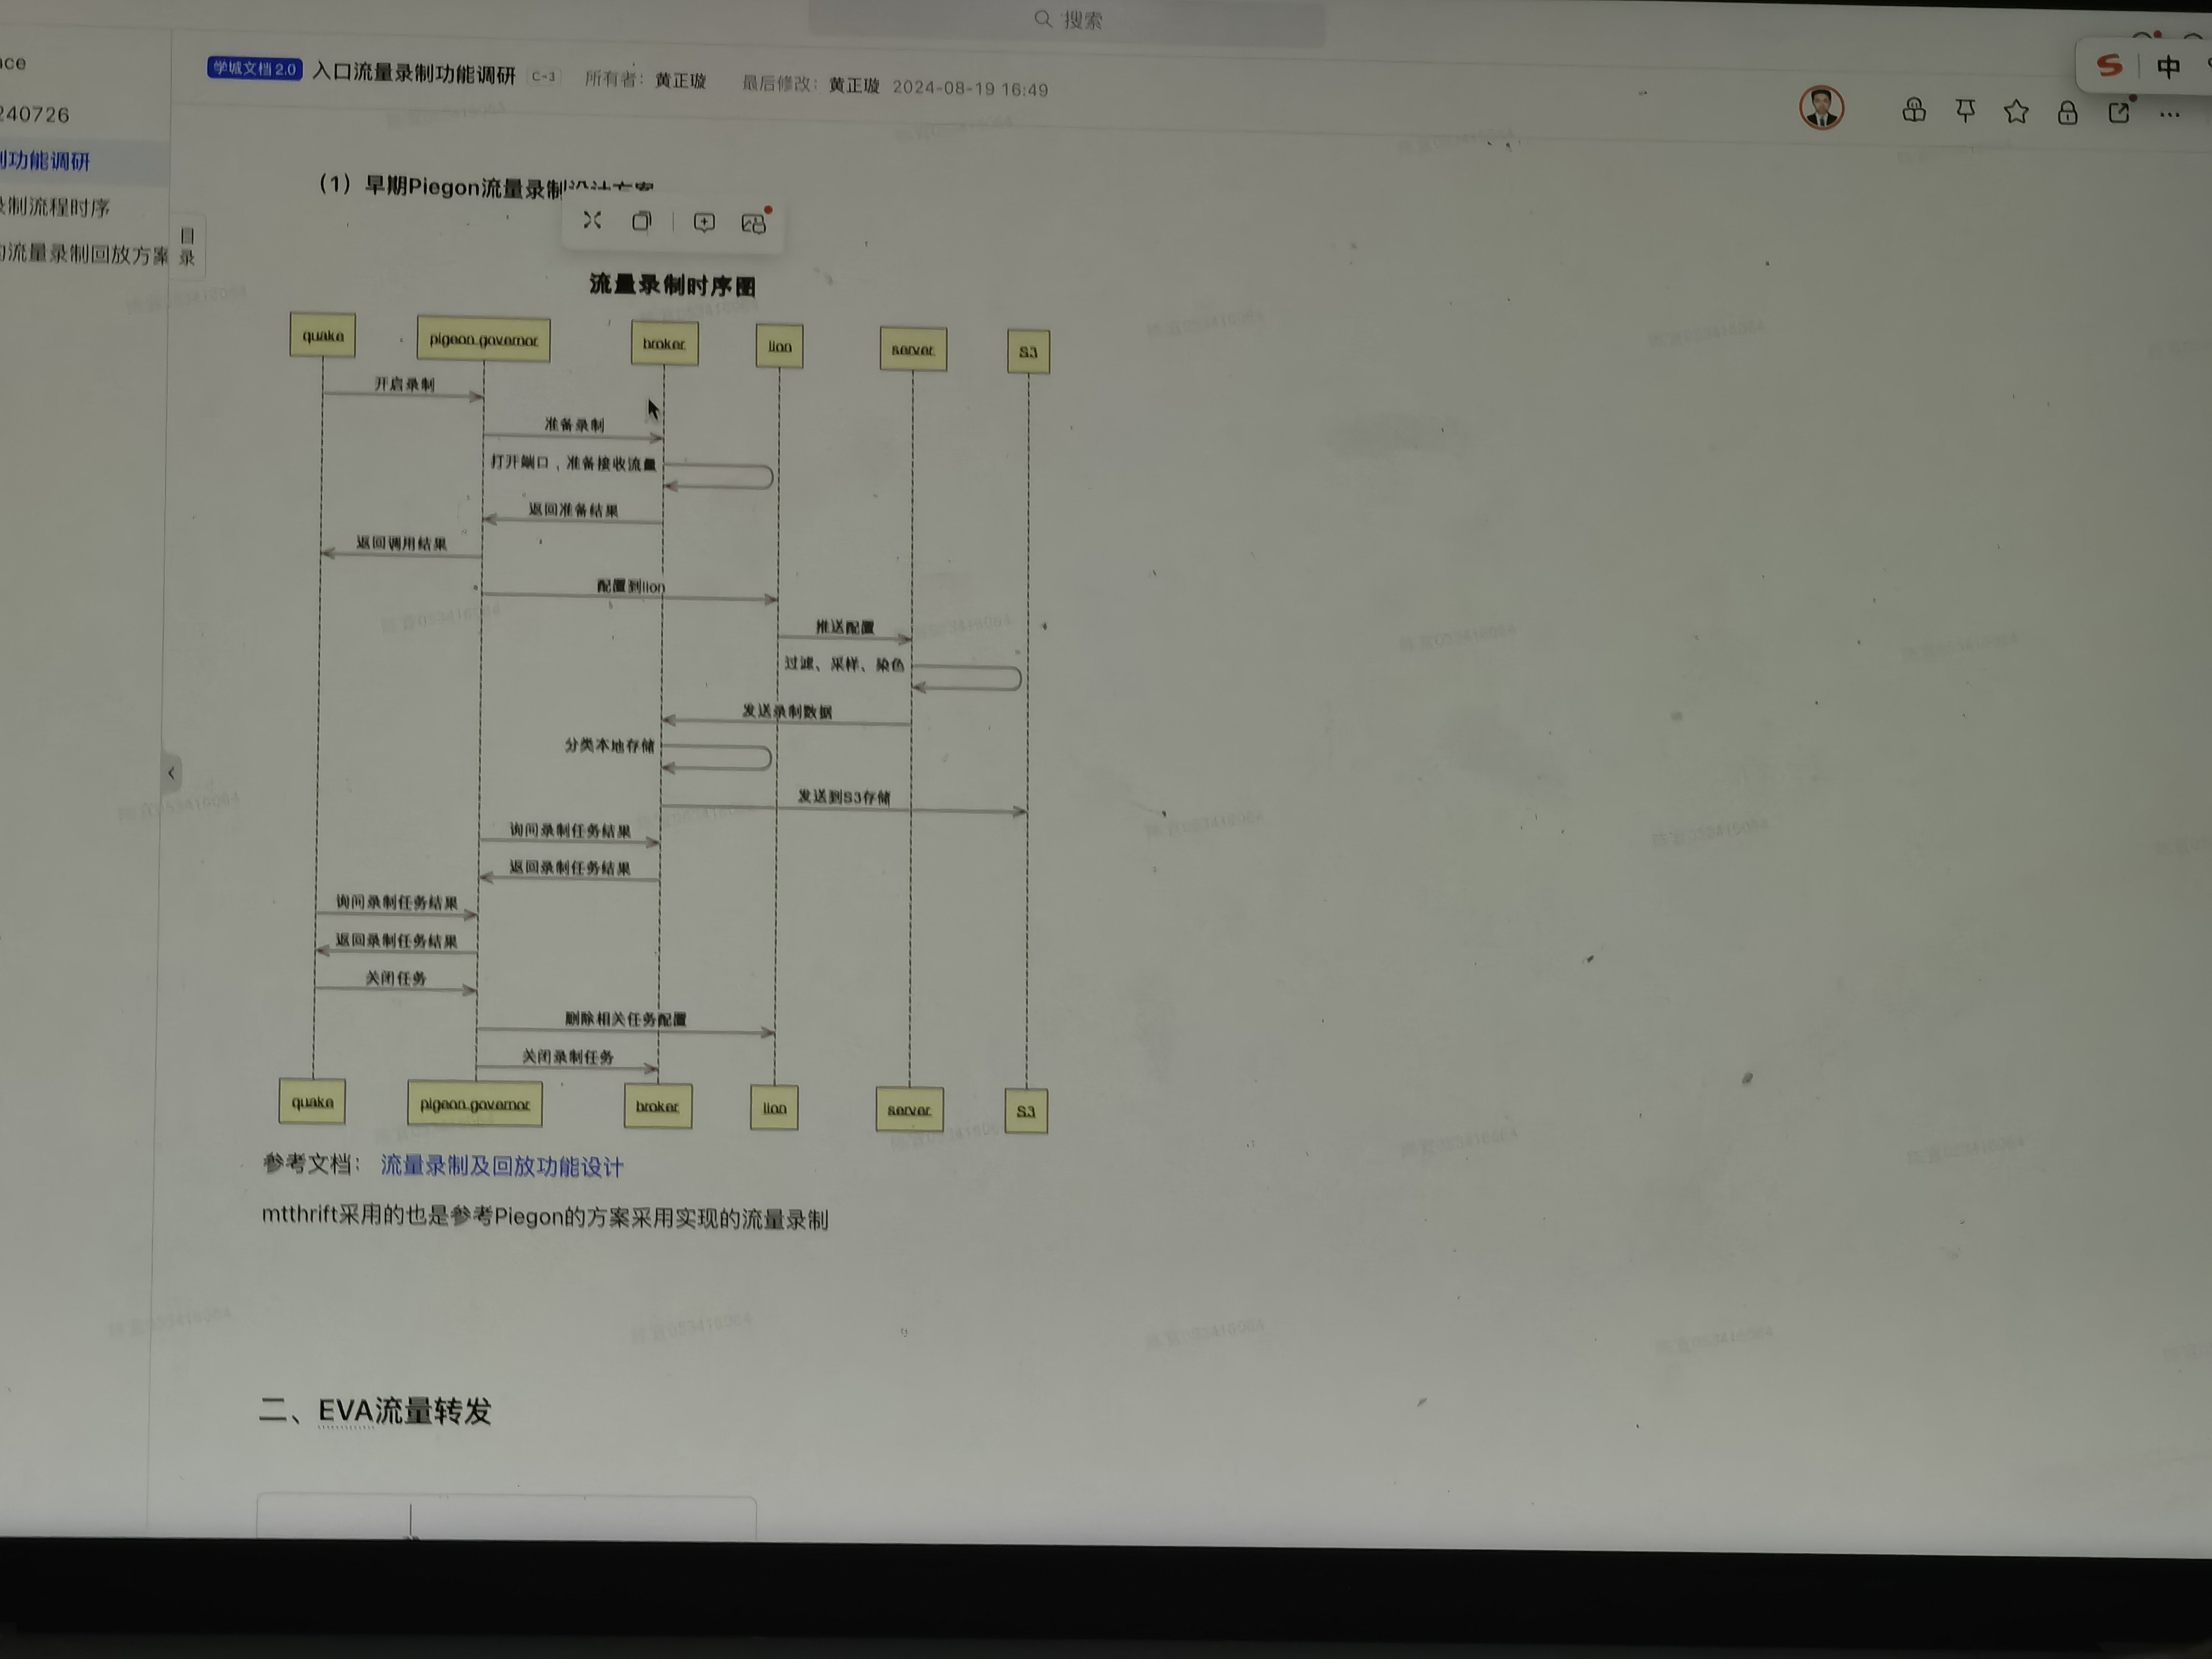 搜索
ce
240726
学城文档 2.0 入口流量录制功能调研 C-3 所有者：黄正璇 最后修改：黄正璇 2024-08-19 16:49
中
制功能调研
录制流程时序
的流量录制回放方案
目录
（1）早期Piegon流量录制设计方案
流量录制时序图
quake pigeon.governor broker lion server S3
开启录制
准备录制
打开端口，准备接收流量
返回准备结果
返回调用结果
配置到lion
推送配置
过滤、采样、染色
发送录制数据
分类本地存储
发送到S3存储
询问录制任务结果
返回录制任务结果
询问录制任务结果
返回录制任务结果
关闭任务
删除相关任务配置
关闭录制任务
quake pigeon.governor broker lion server S3
参考文档： 流量录制及回放功能设计
mtthrift采用的也是参考Piegon的方案采用实现的流量录制
二、EVA流量转发